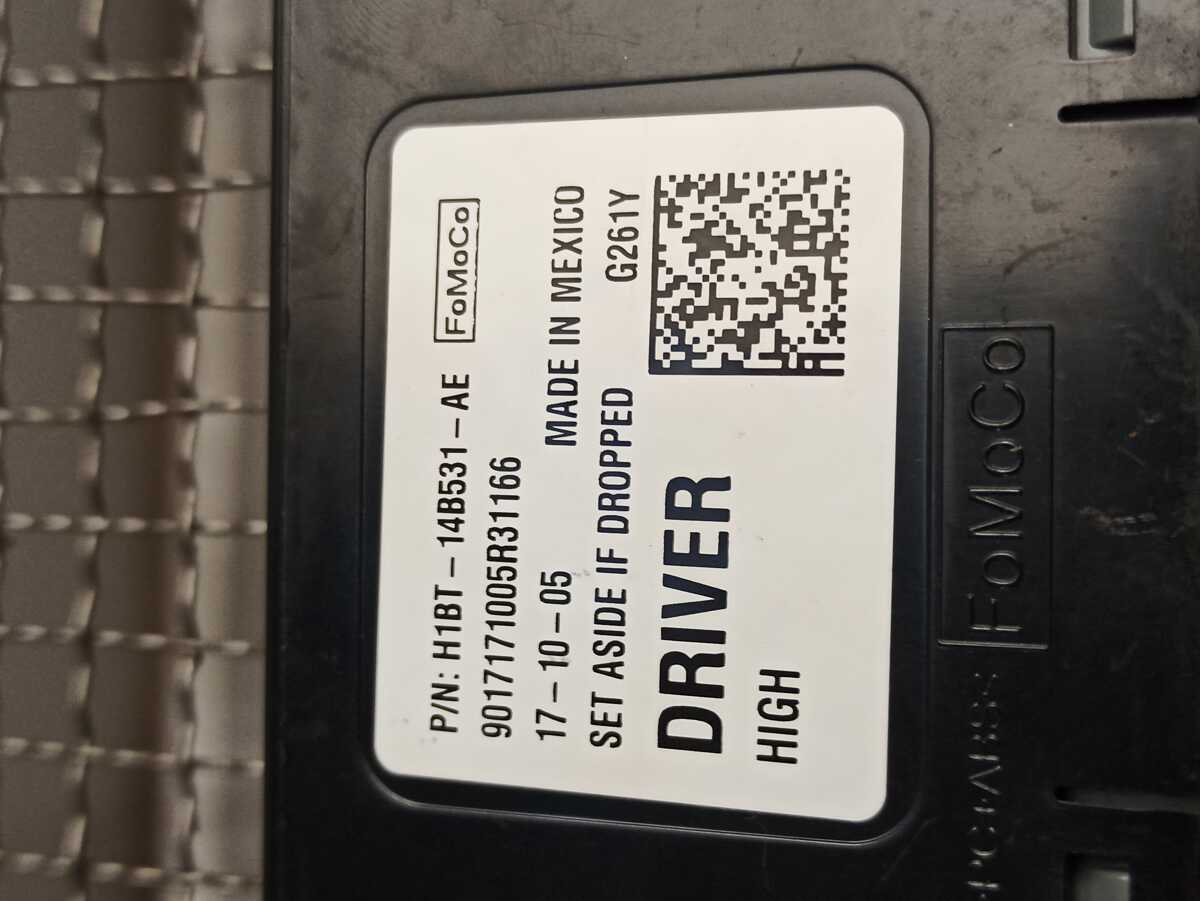 P/N: H1BT-14B531-AE FoMoCo
9017171005R31166
17-10-05 MADE IN MEXICO
SET ASIDE IF DROPPED G261Y
DRIVER
HIGH
FoMoCo